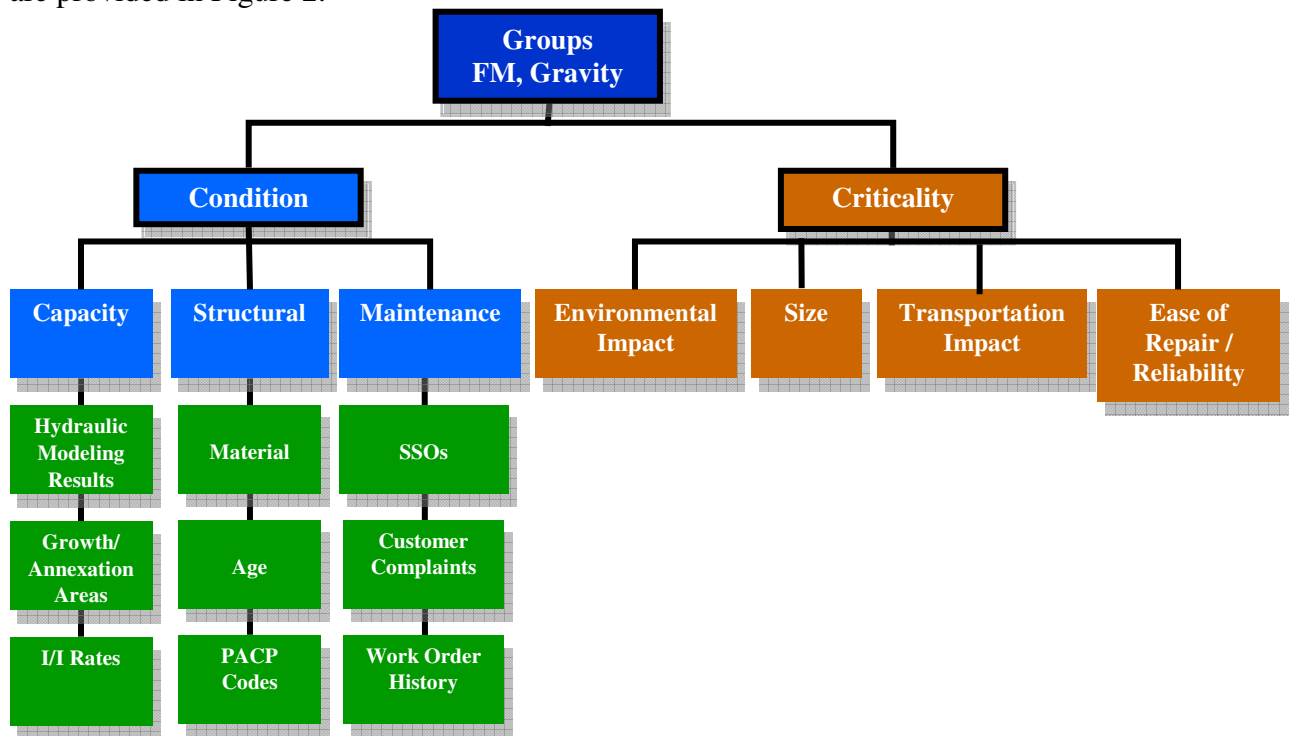 are provided in Figure 2.
Groups
FM, Gravity
Condition
Criticality
Capacity
Structural
Maintenance
Environmental
Impact
Size
Transportation
Impact
Ease of
Repair /
Reliability
Hydraulic
Modeling
Results
Material
SSOs
Growth/
Annexation
Areas
Age
Customer
Complaints
I/I Rates
PACP
Codes
Work Order
History